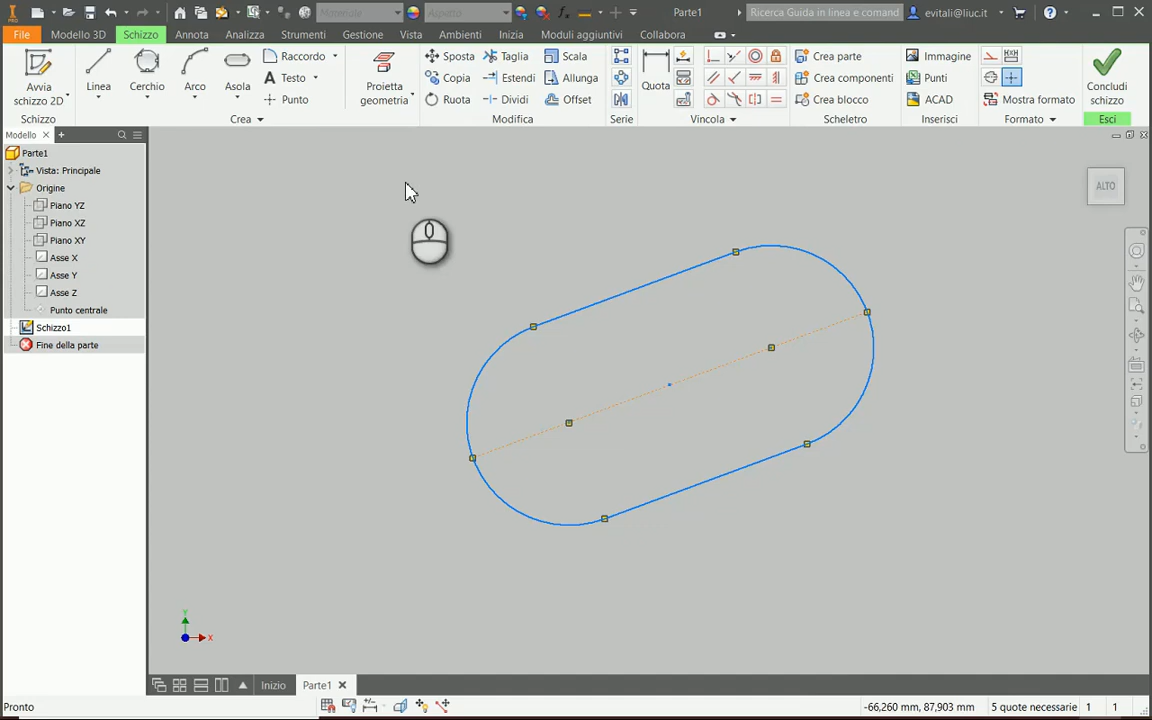 PRO
Materiale
Aspetto
fx
Parte1
Ricerca Guida in linea e comandi
evitali@liuc.it
File
Modello 3D
Schizzo
Annota
Analizza
Strumenti
Gestione
Vista
Ambienti
Inizia
Moduli aggiuntivi
Collabora
Avvia
schizzo 2D
Linea
Cerchio
Arco
Asola
Raccordo
Testo
Punto
Proietta
geometria
Sposta
Copia
Ruota
Taglia
Estendi
Dividi
Scala
Allunga
Offset
Quota
Crea parte
Crea componenti
Crea blocco
Immagine
Punti
ACAD
Mostra formato
Concludi
schizzo
Schizzo
Crea
Modifica
Serie
Vincola
Scheletro
Inserisci
Formato
Esci
Modello
Parte1
Vista: Principale
Origine
Piano YZ
Piano XZ
Piano XY
Asse X
Asse Y
Asse Z
Punto centrale
Schizzo1
Fine della parte
ALTO
Y
X
Inizio
Parte1
Pronto
-66,260 mm, 87,903 mm
5 quote necessarie
1
1